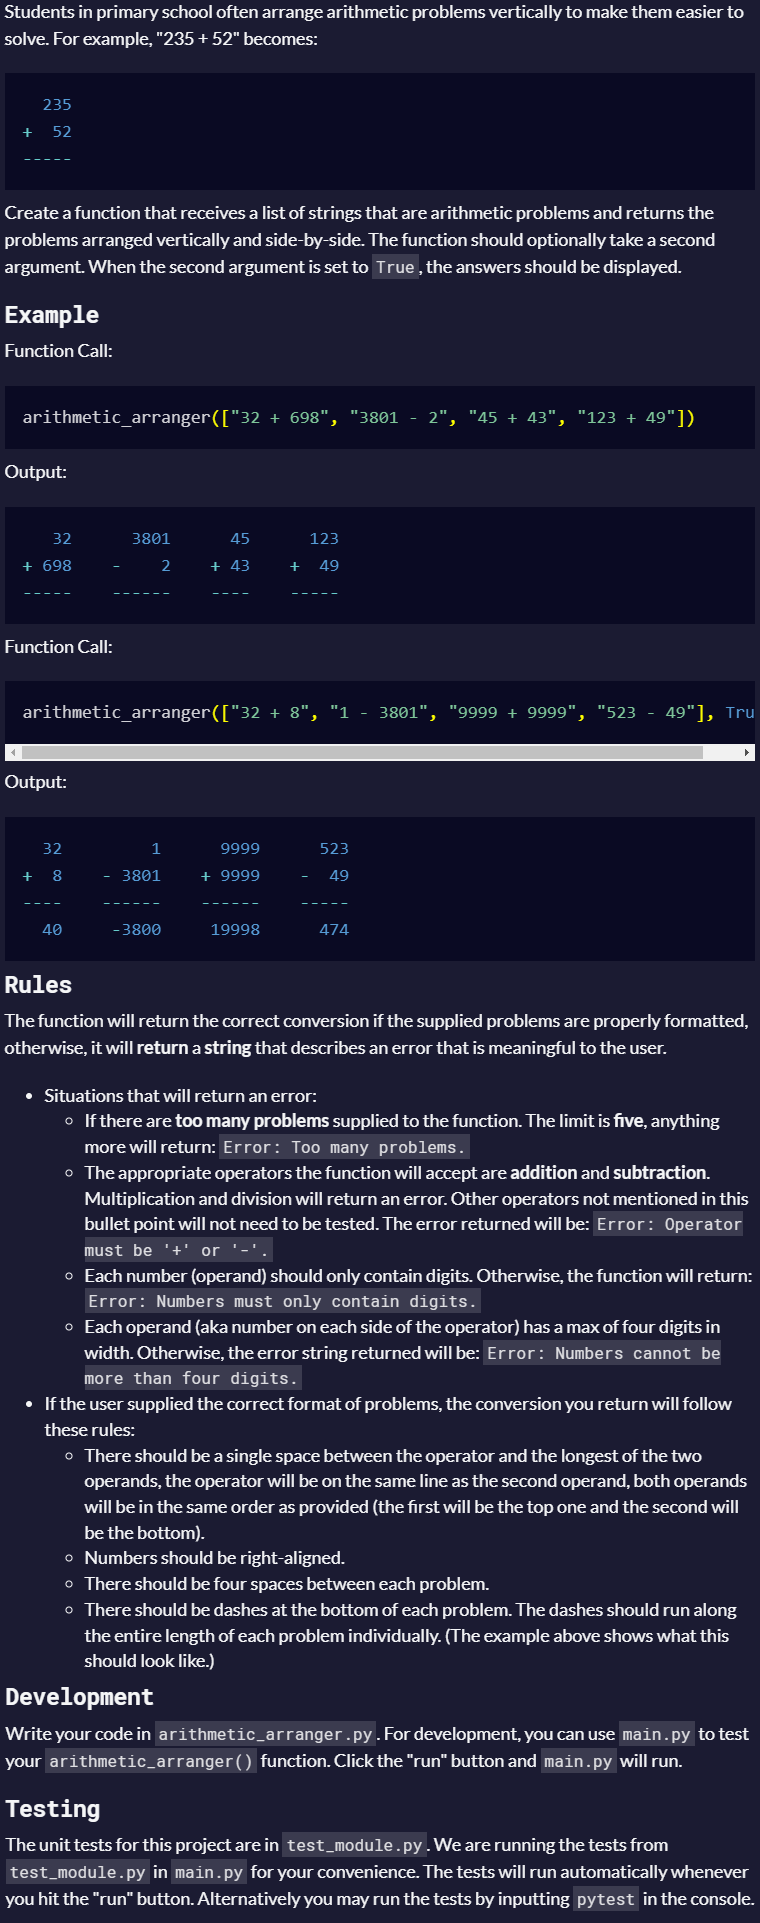 Students in primary school often arrange arithmetic problems vertically to make them easier to
solve. For example, "235 + 52" becomes:
  235
+  52
-----
Create a function that receives a list of strings that are arithmetic problems and returns the
problems arranged vertically and side-by-side. The function should optionally take a second
argument. When the second argument is set to True, the answers should be displayed.
Example
Function Call:
arithmetic_arranger(["32 + 698", "3801 - 2", "45 + 43", "123 + 49"])
Output:
   32      3801      45      123
+ 698    -    2    + 43    +  49
-----    ------    ----    -----
Function Call:
arithmetic_arranger(["32 + 8", "1 - 3801", "9999 + 9999", "523 - 49"], Tru
Output:
  32         1      9999      523
+  8    - 3801    + 9999    -  49
----    ------    ------    -----
  40     -3800     19998      474
Rules
The function will return the correct conversion if the supplied problems are properly formatted,
otherwise, it will return a string that describes an error that is meaningful to the user.
• Situations that will return an error:
◦ If there are too many problems supplied to the function. The limit is five, anything
more will return: Error: Too many problems.
◦ The appropriate operators the function will accept are addition and subtraction.
Multiplication and division will return an error. Other operators not mentioned in this
bullet point will not need to be tested. The error returned will be: Error: Operator
must be '+' or '-'.
◦ Each number (operand) should only contain digits. Otherwise, the function will return:
Error: Numbers must only contain digits.
◦ Each operand (aka number on each side of the operator) has a max of four digits in
width. Otherwise, the error string returned will be: Error: Numbers cannot be
more than four digits.
• If the user supplied the correct format of problems, the conversion you return will follow
these rules:
◦ There should be a single space between the operator and the longest of the two
operands, the operator will be on the same line as the second operand, both operands
will be in the same order as provided (the first will be the top one and the second will
be the bottom).
◦ Numbers should be right-aligned.
◦ There should be four spaces between each problem.
◦ There should be dashes at the bottom of each problem. The dashes should run along
the entire length of each problem individually. (The example above shows what this
should look like.)
Development
Write your code in arithmetic_arranger.py. For development, you can use main.py to test
your arithmetic_arranger() function. Click the "run" button and main.py will run.
Testing
The unit tests for this project are in test_module.py. We are running the tests from
test_module.py in main.py for your convenience. The tests will run automatically whenever
you hit the "run" button. Alternatively you may run the tests by inputting pytest in the console.